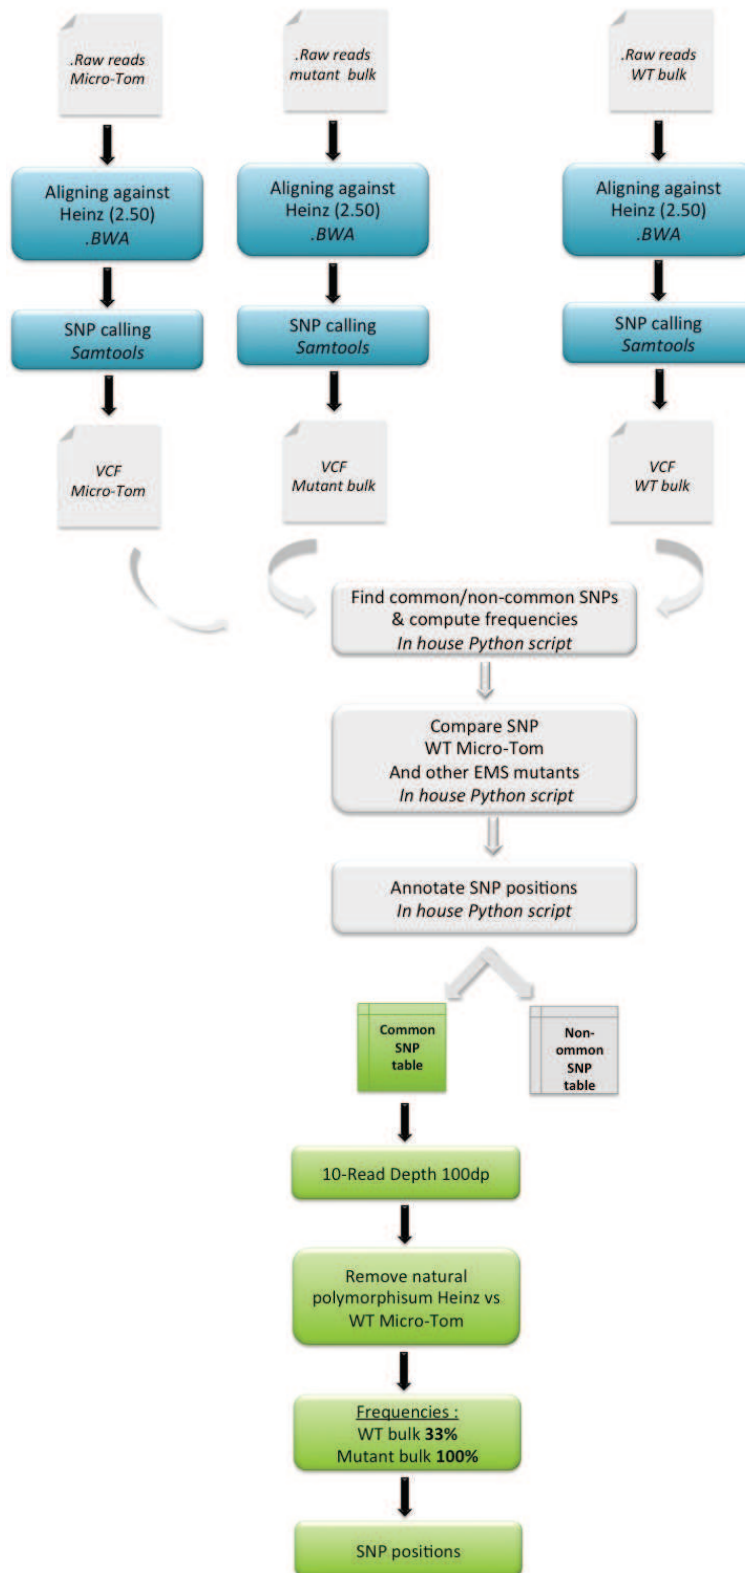 .Raw reads
Micro-Tom
.Raw reads
mutant bulk
.Raw reads
WT bulk
Aligning against
Heinz (2.50)
.BWA
Aligning against
Heinz (2.50)
.BWA
Aligning against
Heinz (2.50)
.BWA
SNP calling
Samtools
SNP calling
Samtools
SNP calling
Samtools
VCF
Micro-Tom
VCF
Mutant bulk
VCF
WT bulk
Find common/non-common SNPs
& compute frequencies
In house Python script
Compare SNP
WT Micro-Tom
And other EMS mutants
In house Python script
Annotate SNP positions
In house Python script
Common
SNP
table
Non-
ommon
SNP
table
10-Read Depth 100dp
Remove natural
polymorphisum Heinz vs
WT Micro-Tom
Frequencies :
WT bulk 33%
Mutant bulk 100%
SNP positions